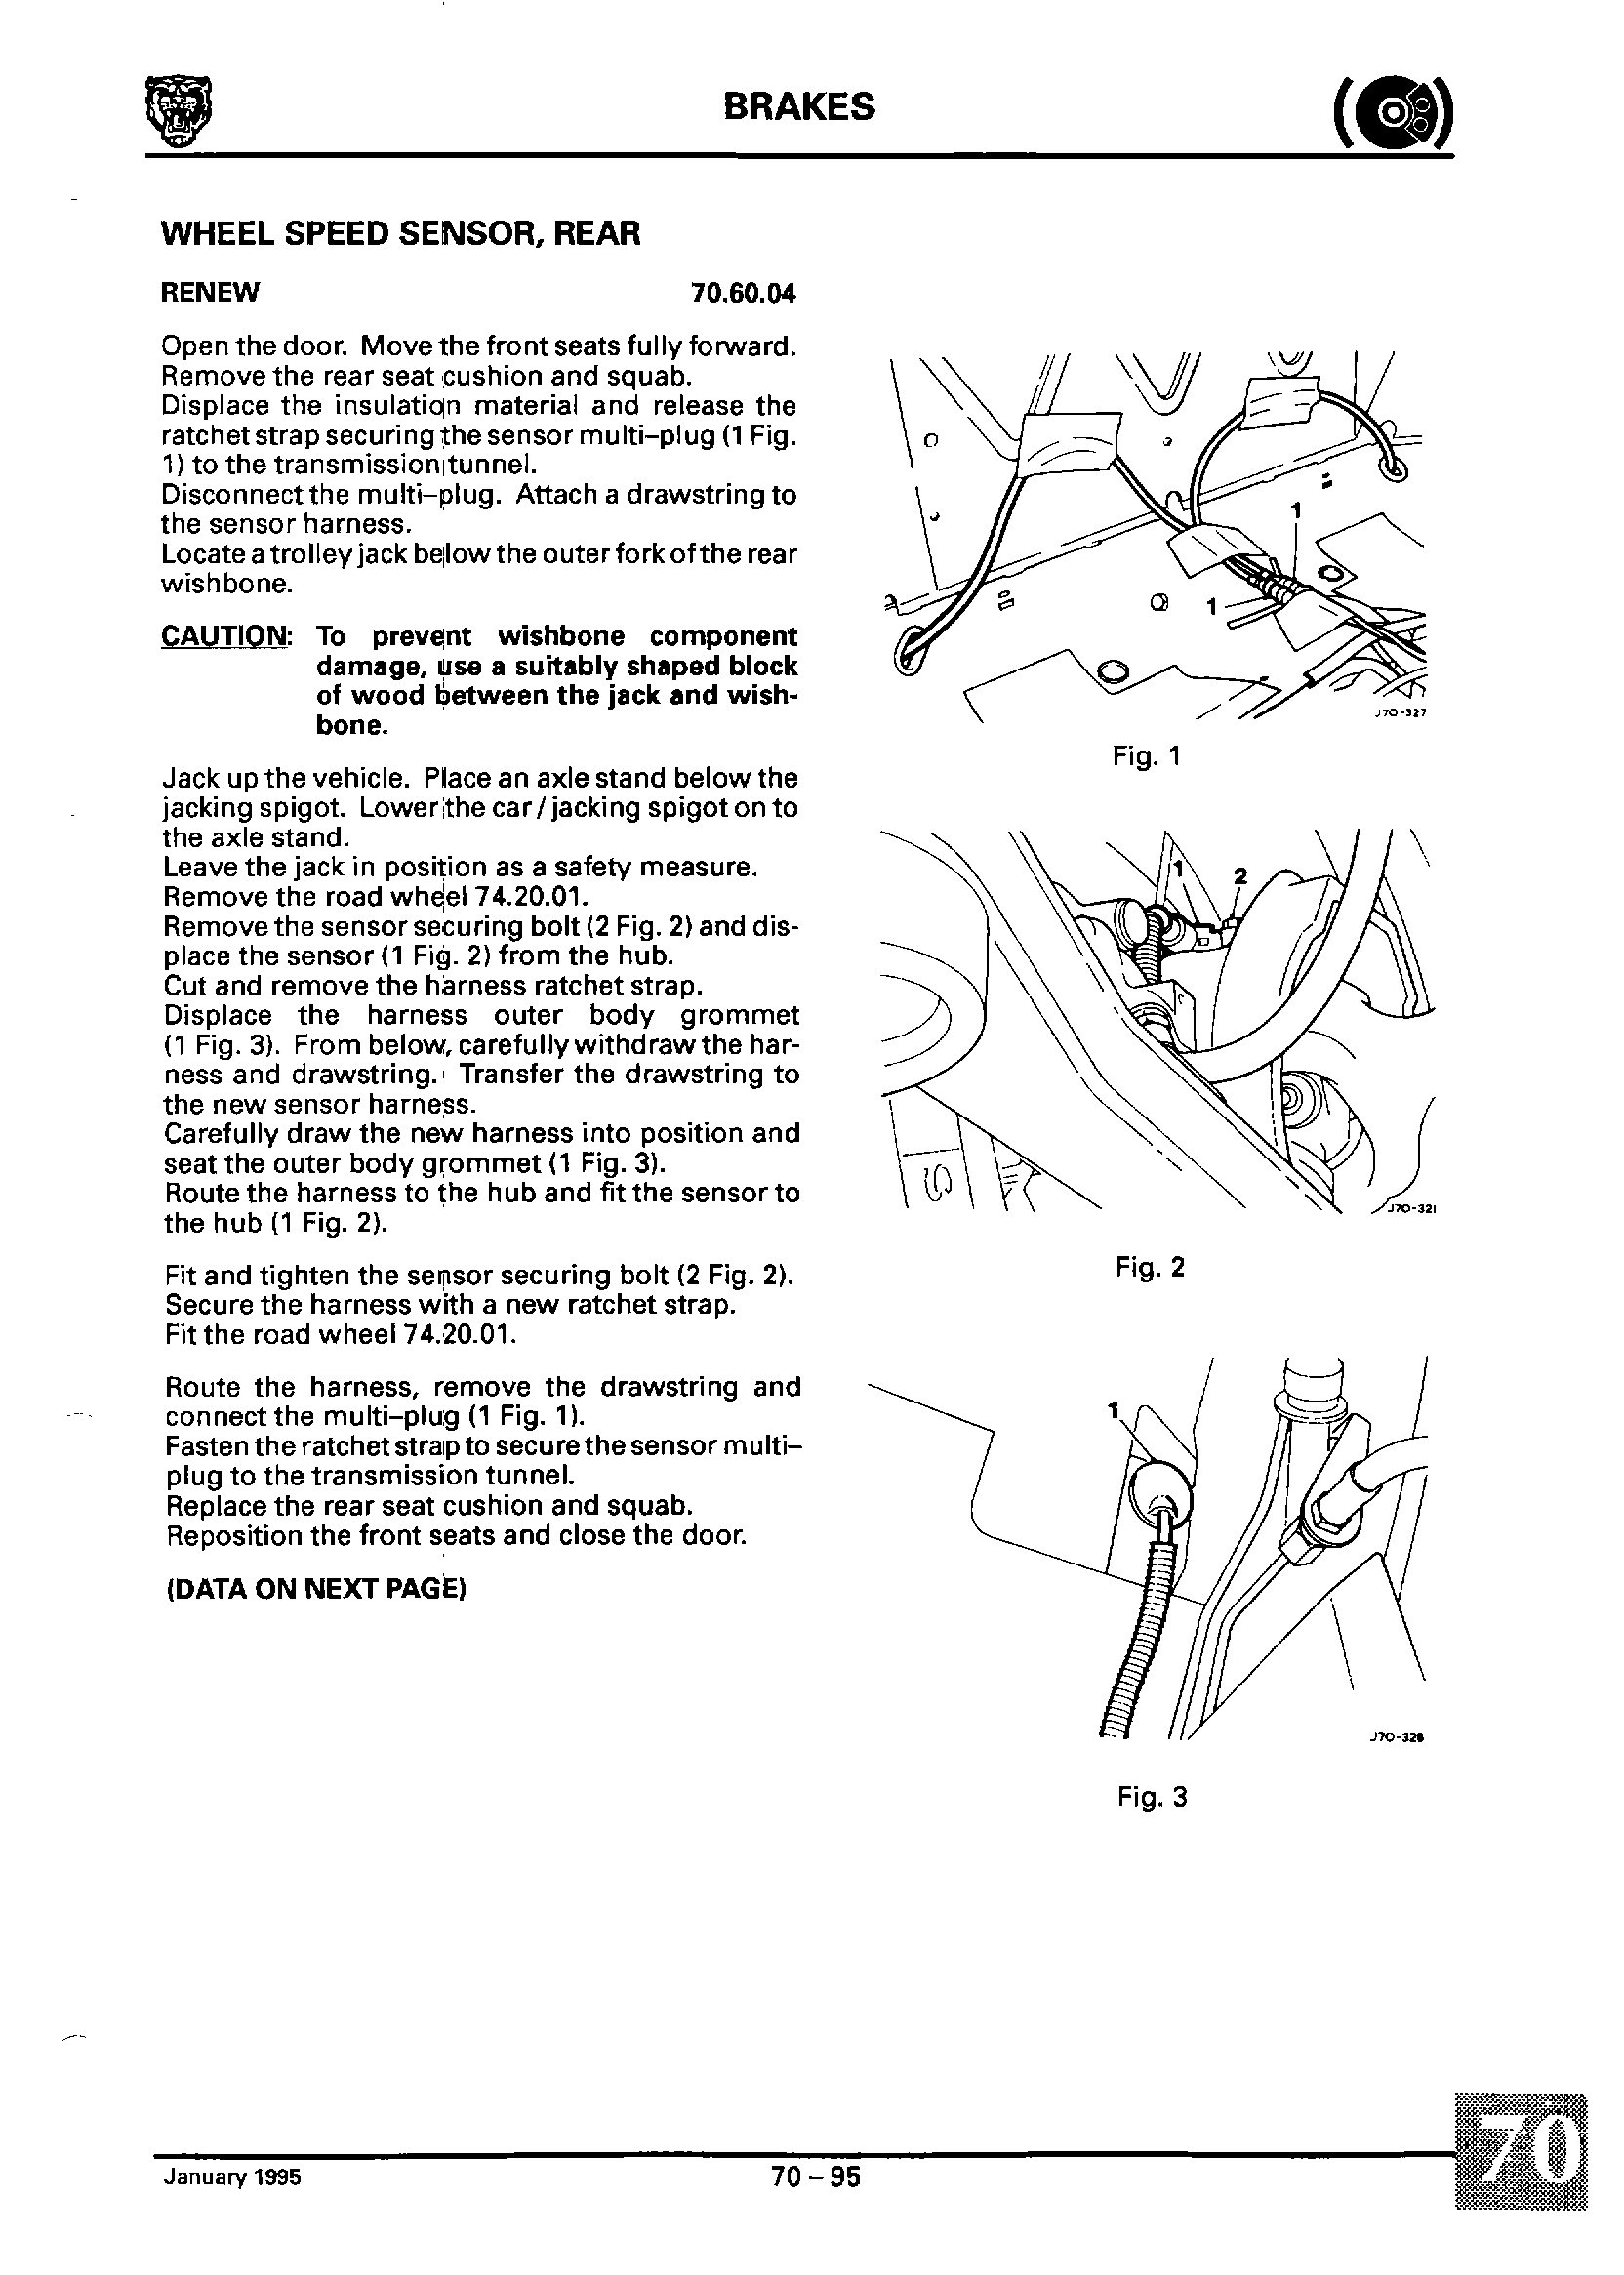 BRAKES
WHEEL SPEED SENSOR, REAR
RENEW 70.60.04
Open the door. Move the front seats fully forward.
Remove the rear seat cushion and squab.
Displace the insulation material and release the
ratchet strap securing the sensor multi–plug (1 Fig.
1) to the transmission tunnel.
Disconnect the multi–plug. Attach a drawstring to
the sensor harness.
Locate a trolley jack below the outer fork of the rear
wishbone.
CAUTION: To prevent wishbone component
damage, use a suitably shaped block
of wood between the jack and wish-
bone.
Jack up the vehicle. Place an axle stand below the
jacking spigot. Lower the car / jacking spigot on to
the axle stand.
Leave the jack in position as a safety measure.
Remove the road wheel 74.20.01.
Remove the sensor securing bolt (2 Fig. 2) and dis-
place the sensor (1 Fig. 2) from the hub.
Cut and remove the harness ratchet strap.
Displace the harness outer body grommet
(1 Fig. 3). From below, carefully withdraw the har-
ness and drawstring. Transfer the drawstring to
the new sensor harness.
Carefully draw the new harness into position and
seat the outer body grommet (1 Fig. 3).
Route the harness to the hub and fit the sensor to
the hub (1 Fig. 2).
Fit and tighten the sensor securing bolt (2 Fig. 2).
Secure the harness with a new ratchet strap.
Fit the road wheel 74.20.01.
Route the harness, remove the drawstring and
connect the multi–plug (1 Fig. 1).
Fasten the ratchet strap to secure the sensor multi–
plug to the transmission tunnel.
Replace the rear seat cushion and squab.
Reposition the front seats and close the door.
(DATA ON NEXT PAGE)
1
1
J70-327
Fig. 1
1
2
J70-321
Fig. 2
1
Fig. 3
January 1995
70 – 95
70